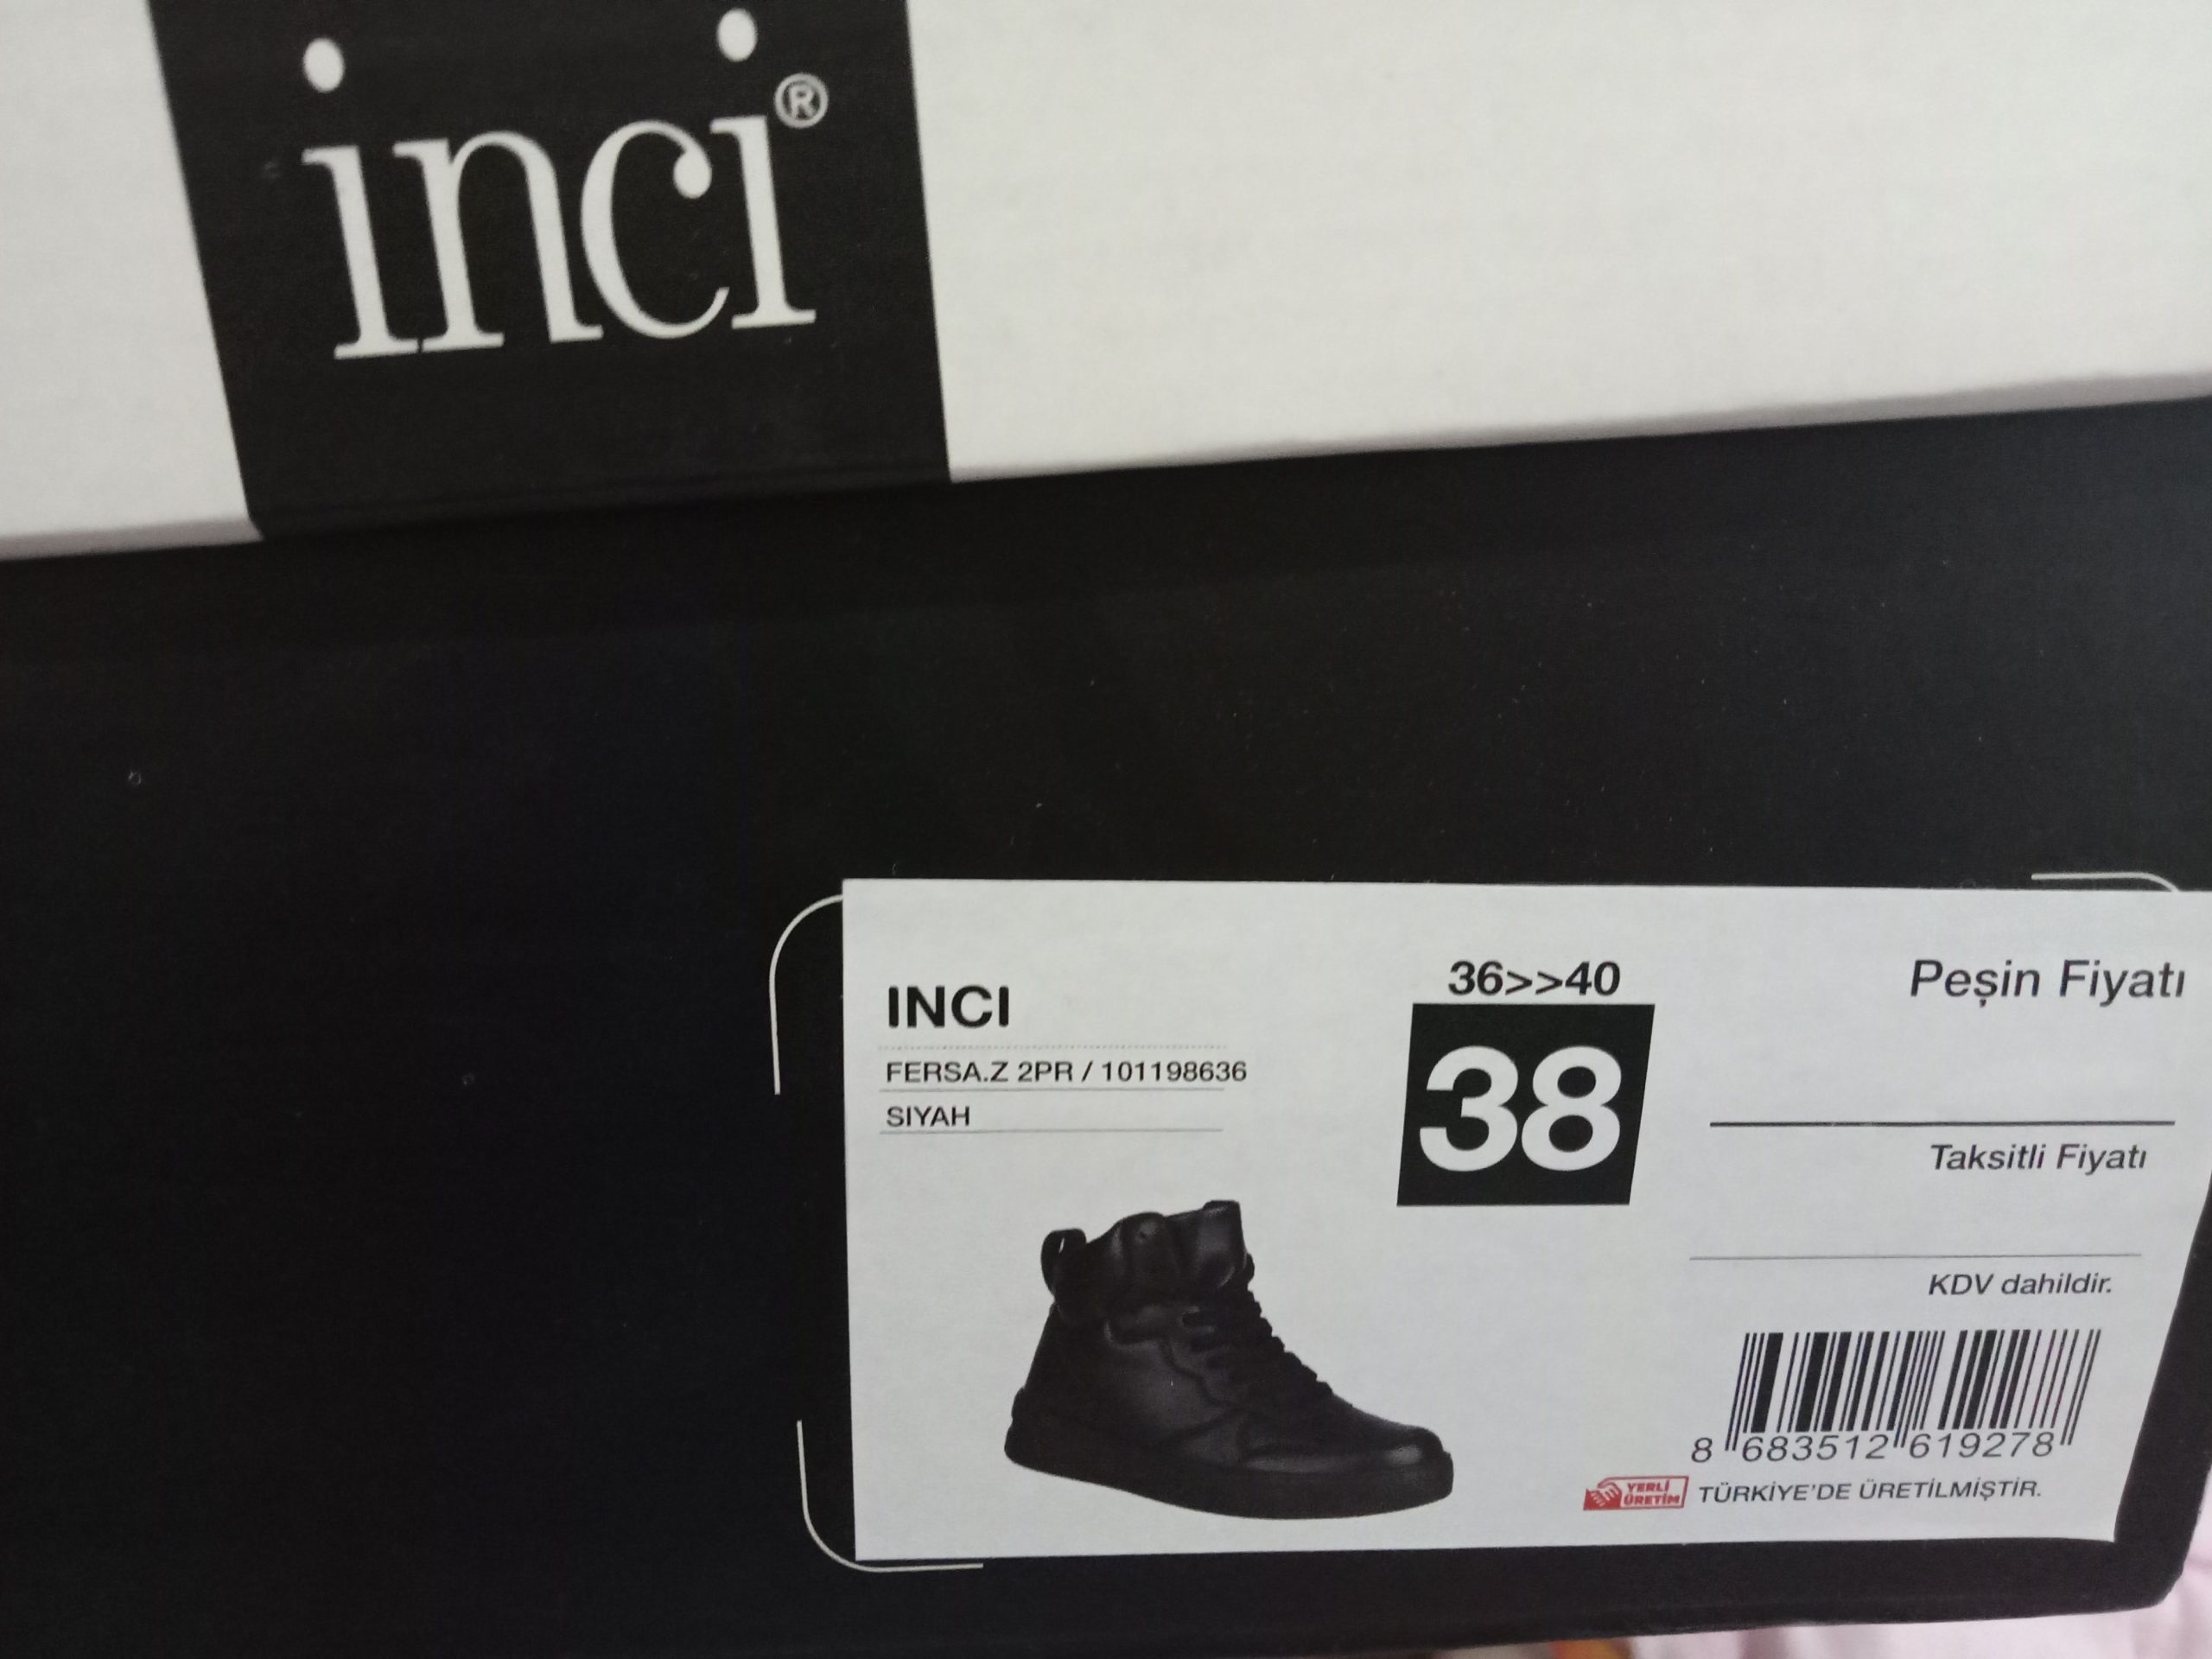 inci®
INCI
FERSA.Z 2PR / 101198636
SIYAH
36>>40
38
Peşin Fiyatı
Taksitli Fiyatı
KDV dahildir.
8 683512 619278
YERLİ
ÜRETİM
TÜRKİYE'DE ÜRETİLMİŞTİR.